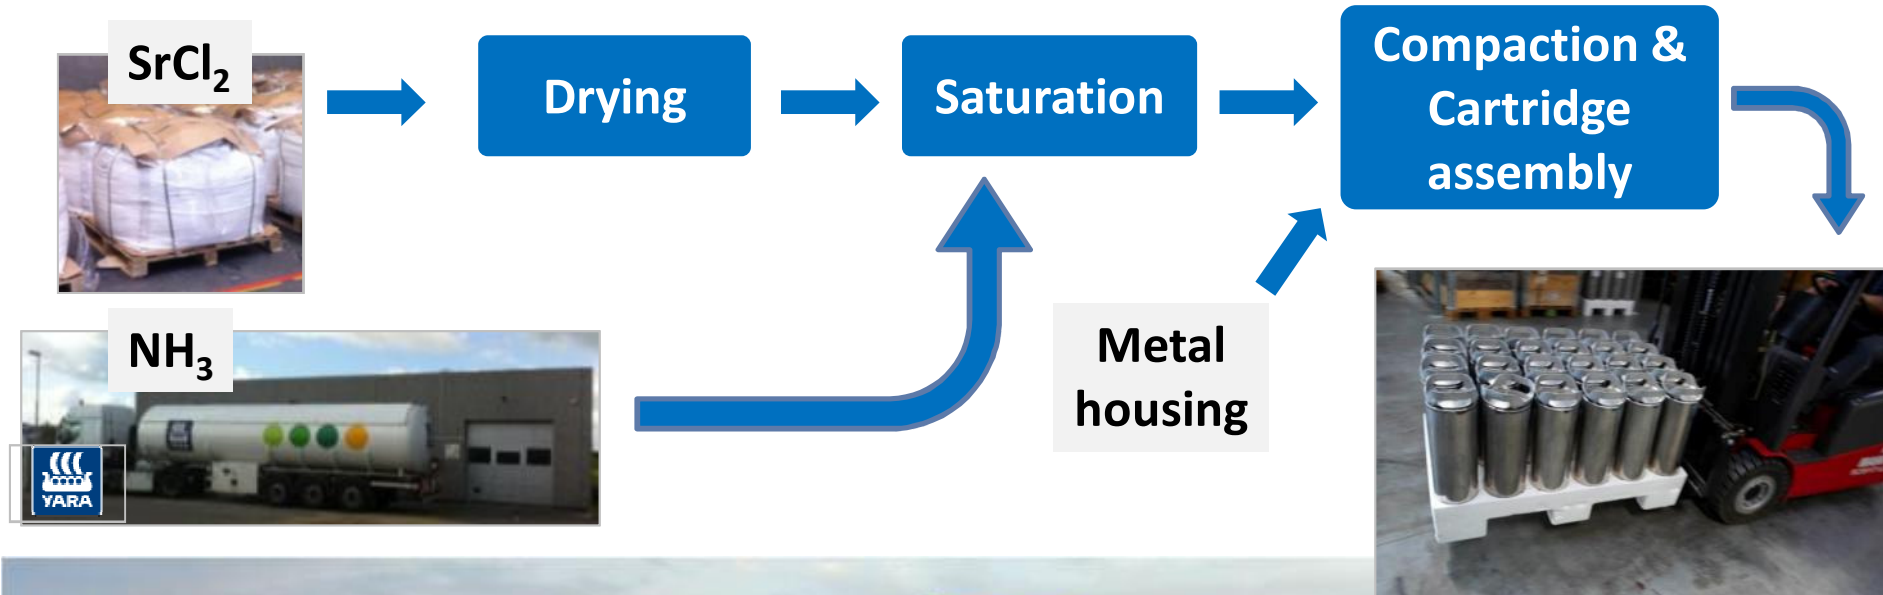 SrCl₂
Drying
Saturation
Compaction &
Cartridge
assembly
NH₃
Metal
housing
YARA